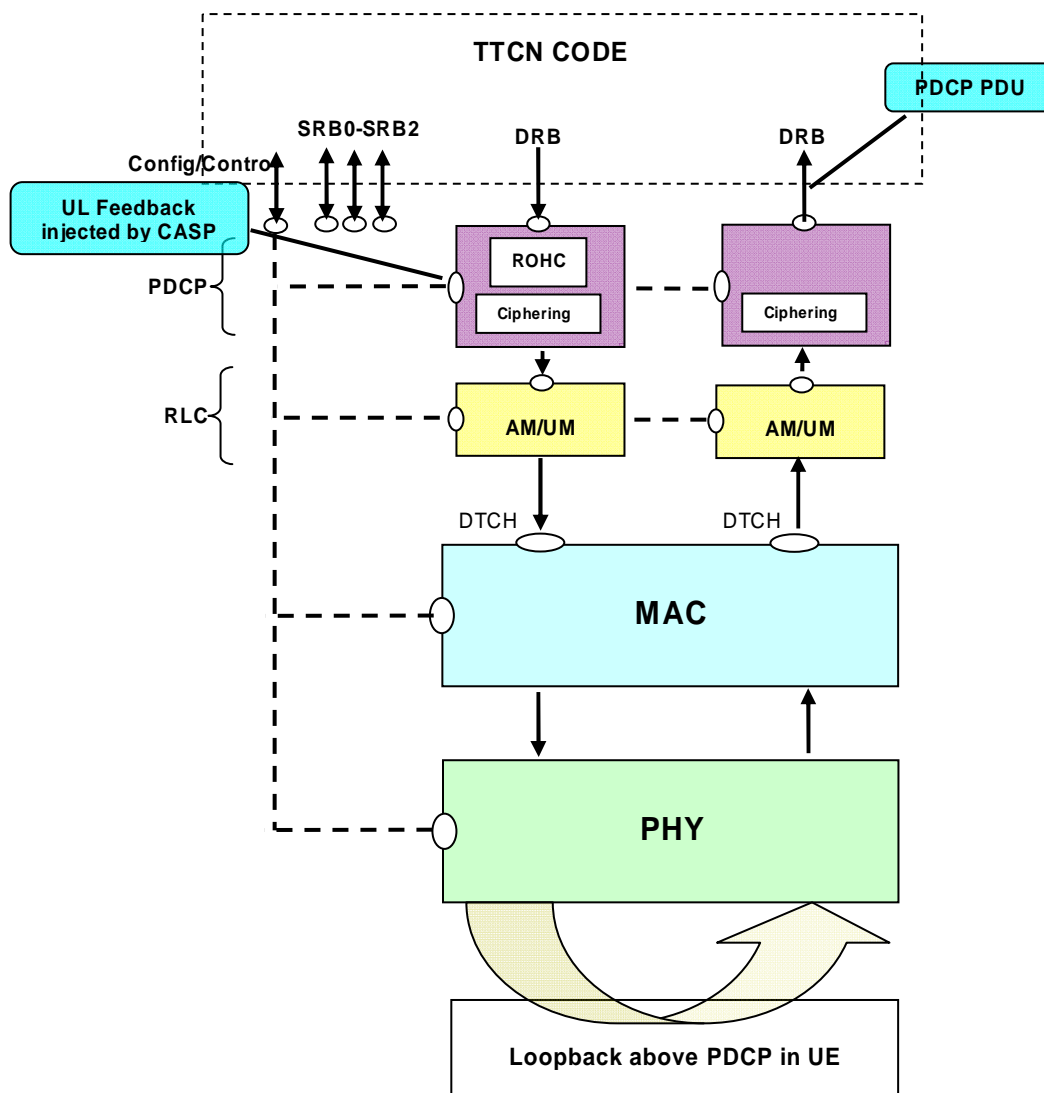 TTCN CODE
PDCP PDU
SRB0-SRB2
DRB
DRB
Config/Contro
UL Feedback
injected by CASP
ROHC
PDCP
Ciphering
Ciphering
RLC
AM/UM
AM/UM
DTCH
DTCH
MAC
PHY
Loopback above PDCP in UE